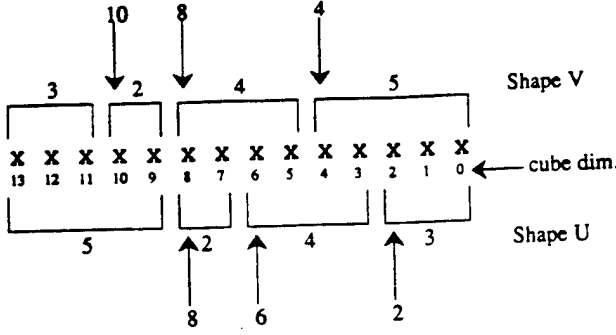 10 8 4
3 2 4 5 Shape V
X X X X X X X X X X X X X X
13 12 11 10 9 8 7 6 5 4 3 2 1 0 cube dim.
5 2 4 3 Shape U
8 6 2